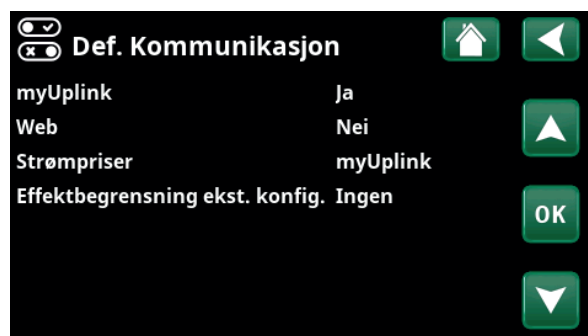 Def. Kommunikasjon
myUplink Ja
Web Nei
Strømpriser myUplink
Effektbegrensning ekst. konfig. Ingen
OK